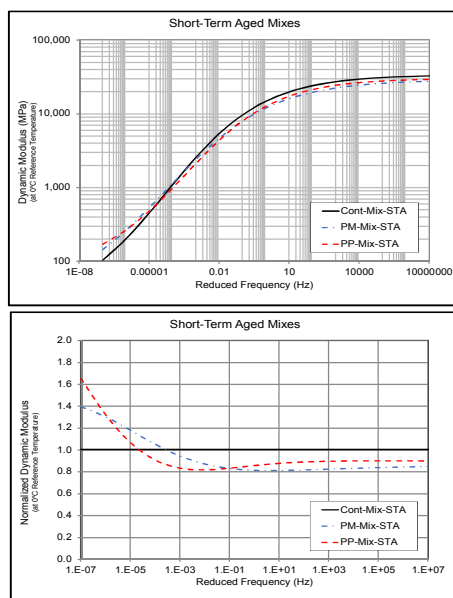 Short-Term Aged Mixes
100,000
10,000
1,000
100
Dynamic Modulus (MPa)
(at 0ºC Reference Temperature)
Cont-Mix-STA
PM-Mix-STA
PP-Mix-STA
1E-08 0.00001 0.01 10 10000 10000000
Reduced Frequency (Hz)
Short-Term Aged Mixes
2.0
1.8
1.6
1.4
1.2
1.0
0.8
0.6
0.4
0.2
0.0
Normalized Dynamic Modulus
(at 0ºC Reference Temperature)
Cont-Mix-STA
PM-Mix-STA
PP-Mix-STA
1.E-07 1.E-05 1.E-03 1.E-01 1.E+01 1.E+03 1.E+05 1.E+07
Reduced Frequency (Hz)